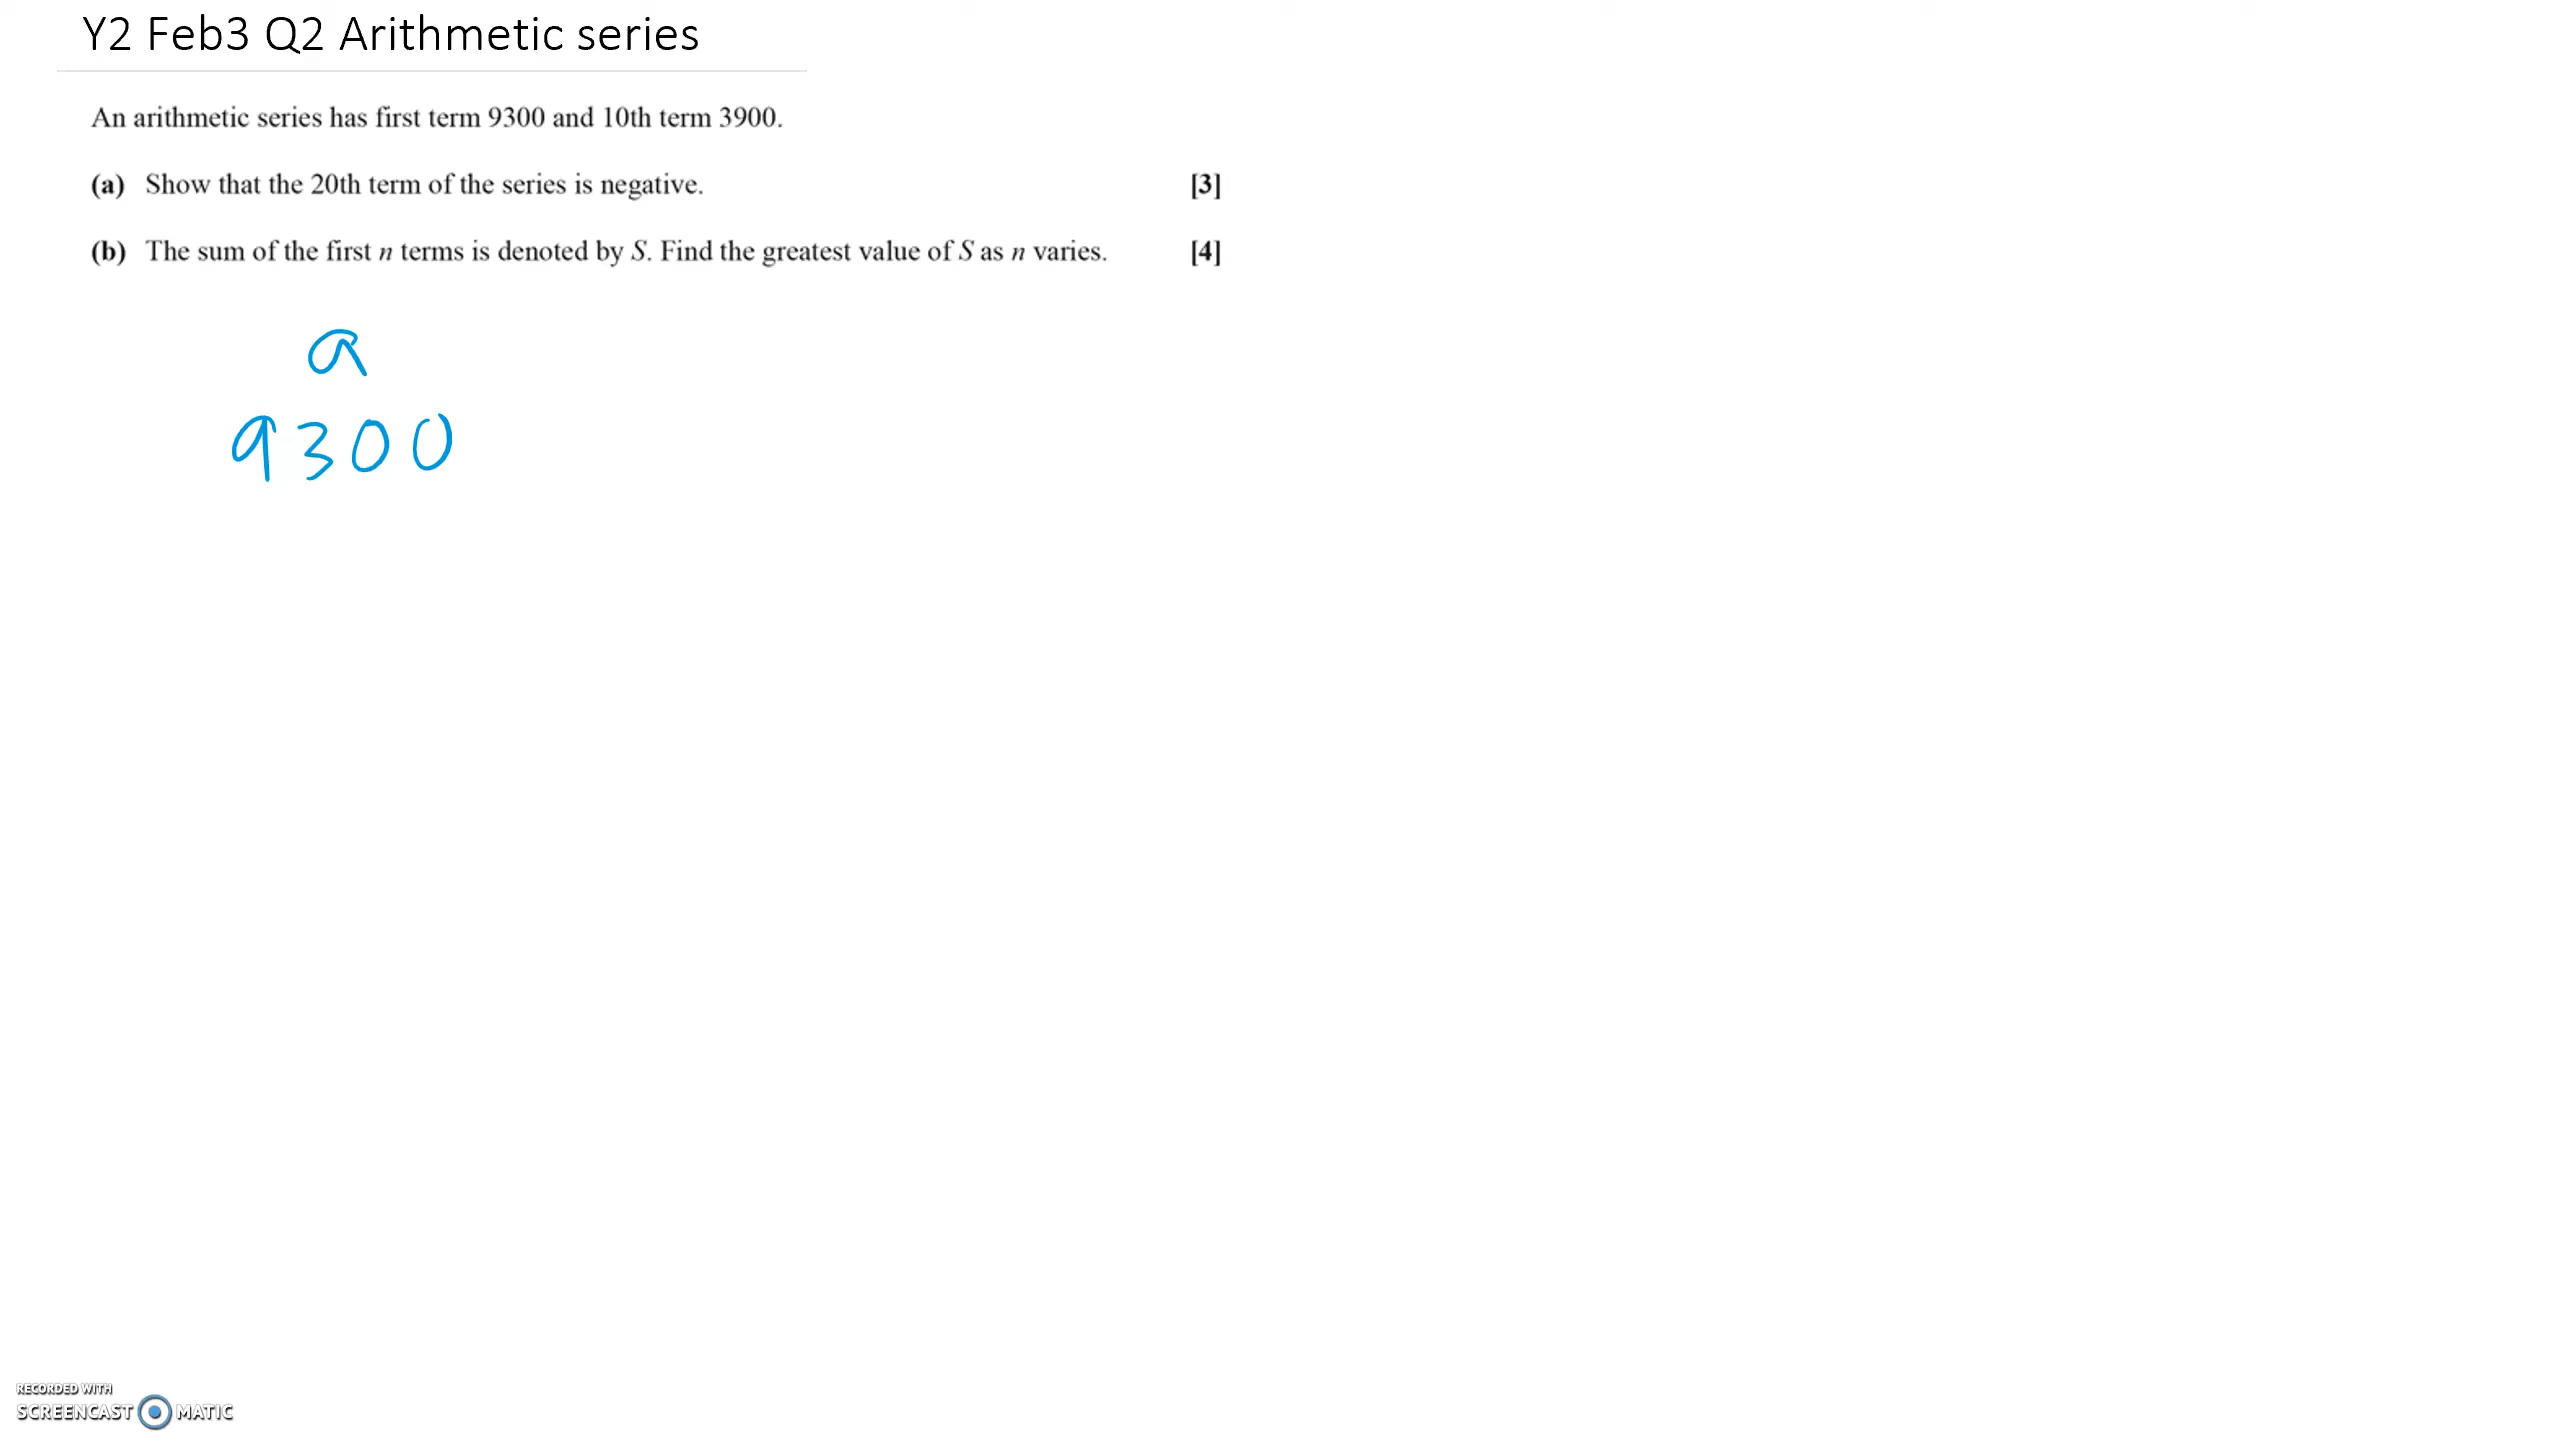 Y2 Feb3 Q2 Arithmetic series
An arithmetic series has first term 9300 and 10th term 3900.
(a) Show that the 20th term of the series is negative. [3]
(b) The sum of the first n terms is denoted by S. Find the greatest value of S as n varies. [4]
a
9300
RECORDED WITH
SCREENCAST MATIC